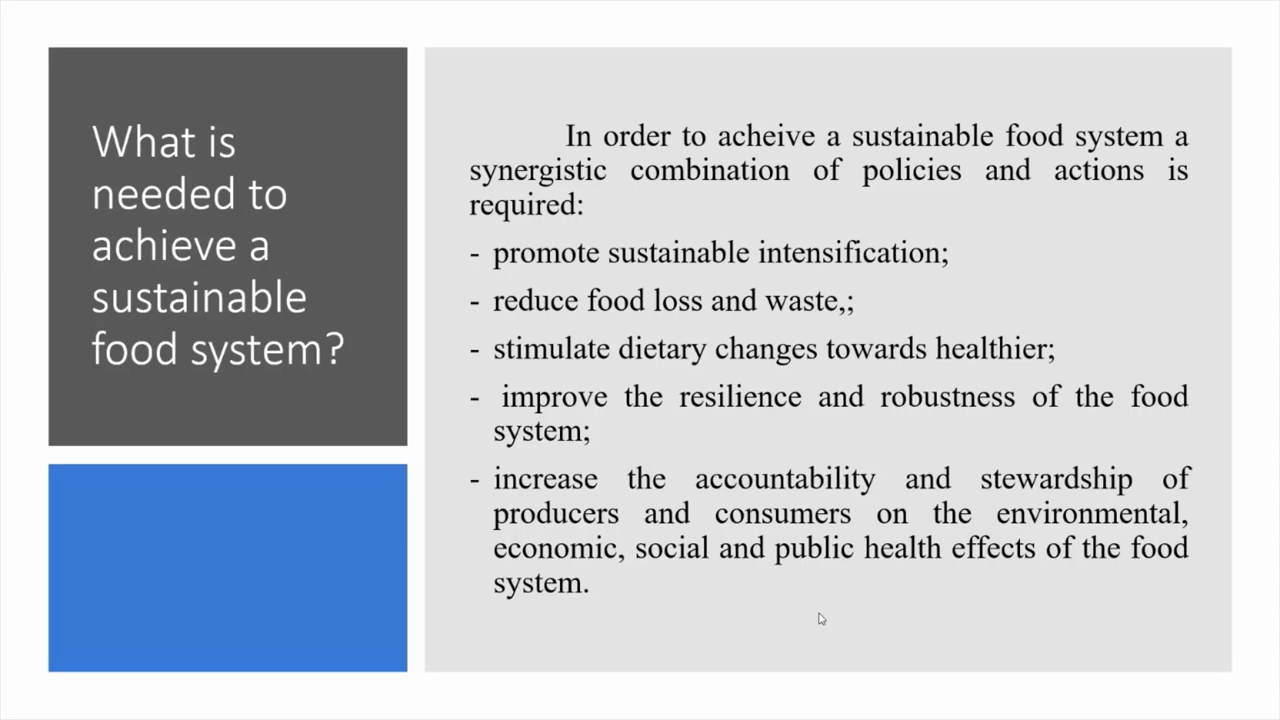 What is
needed to
achieve a
sustainable
food system?
In order to acheive a sustainable food system a
synergistic combination of policies and actions is
required:
- promote sustainable intensification;
- reduce food loss and waste,;
- stimulate dietary changes towards healthier;
- improve the resilience and robustness of the food
system;
- increase the accountability and stewardship of
producers and consumers on the environmental,
economic, social and public health effects of the food
system.